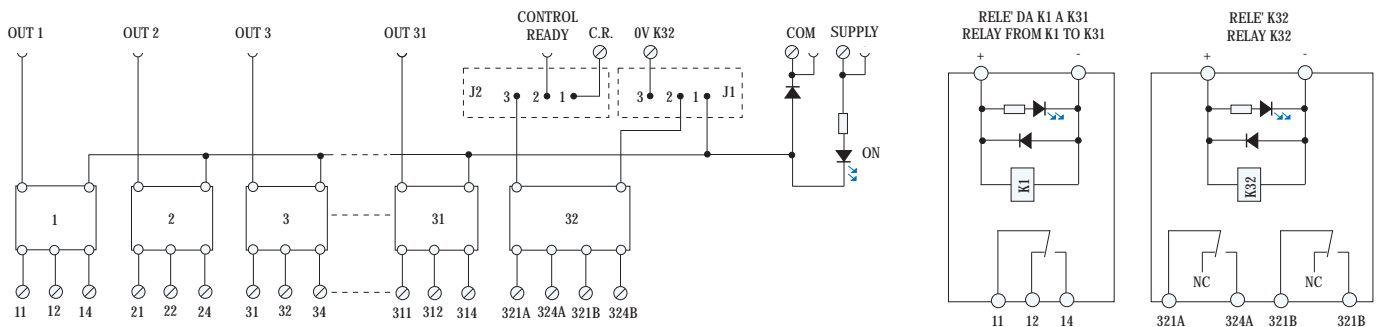 CONTROL
READY
OUT 1 OUT 2 OUT 3 OUT 31 C.R. 0V K32 COM SUPPLY
J2 3 2 1 3 2 1 J1
ON
1 2 3 31 32
11 12 14 21 22 24 31 32 34 311 312 314 321A 324A 321B 324B
RELE' DA K1 A K31
RELAY FROM K1 TO K31
+ -
K1
11 12 14
RELE' K32
RELAY K32
+ -
K32
NC NC
321A 324A 321B 321B